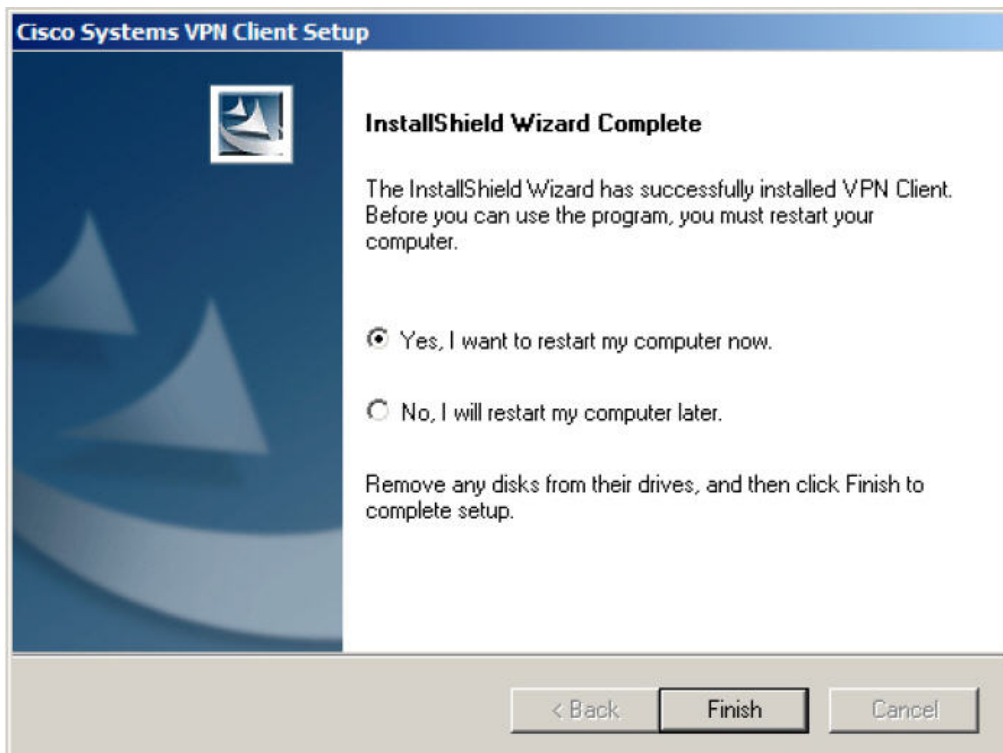 Cisco Systems VPN Client Setup
InstallShield Wizard Complete
The InstallShield Wizard has successfully installed VPN Client.
Before you can use the program, you must restart your
computer.
Yes, I want to restart my computer now.
No, I will restart my computer later.
Remove any disks from their drives, and then click Finish to
complete setup.
< Back
Finish
Cancel